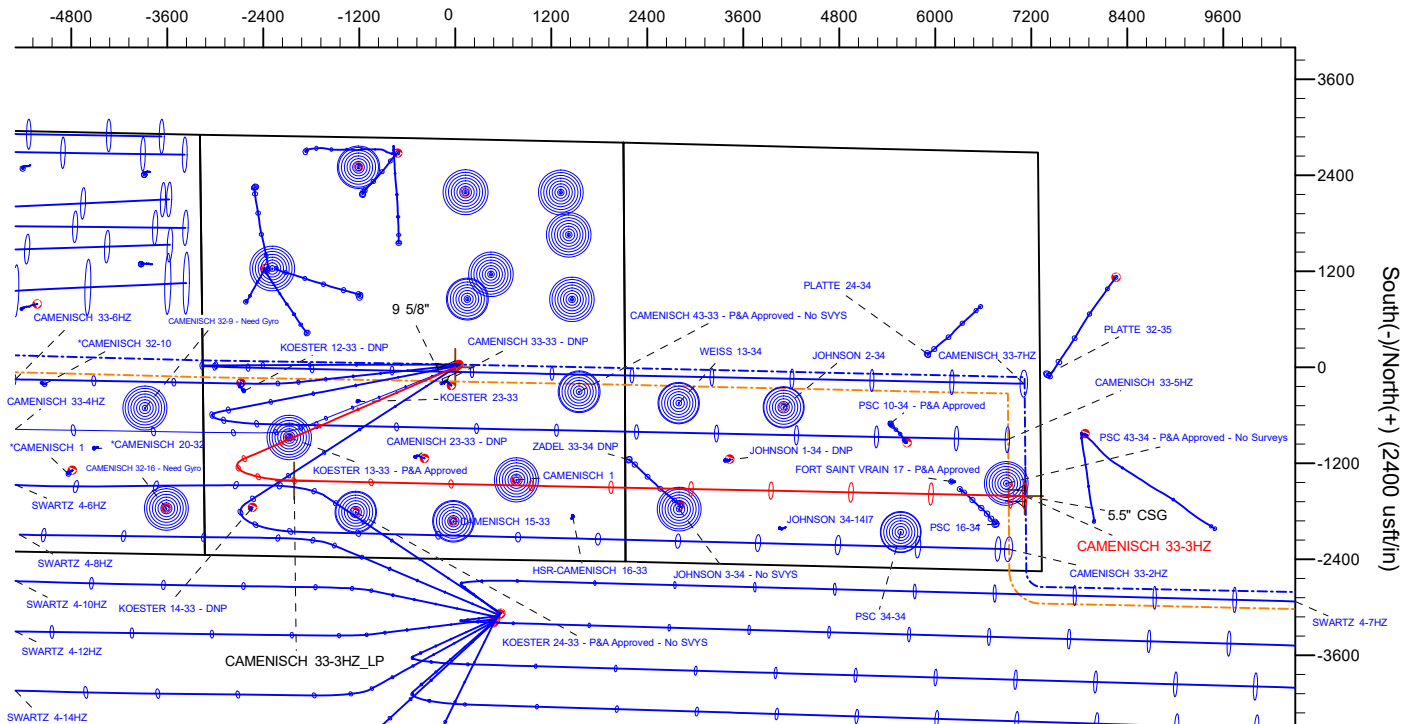 -4800 -3600 -2400 -1200 0 1200 2400 3600 4800 6000 7200 8400 9600
3600
2400
1200
0
-1200
-2400
-3600
South(-)/North(+) (2400 usft/in)
PLATTE 24-34
CAMENISCH 33-6HZ
CAMENISCH 32-9 - Need Gyro
9 5/8"
CAMENISCH 43-33 - P&A Approved - No SVYS
PLATTE 32-35
*CAMENISCH 32-10
KOESTER 12-33 - DNP
CAMENISCH 33-33 - DNP
WEISS 13-34
JOHNSON 2-34
CAMENISCH 33-7HZ
CAMENISCH 33-5HZ
CAMENISCH 33-4HZ
KOESTER 23-33
PSC 10-34 - P&A Approved
*CAMENISCH 1
*CAMENISCH 20-32
CAMENISCH 23-33 - DNP
ZADEL 33-34 DNP
JOHNSON 1-34 - DNP
PSC 43-34 - P&A Approved - No Surveys
CAMENISCH 32-16 - Need Gyro
KOESTER 13-33 - P&A Approved
CAMENISCH 1
FORT SAINT VRAIN 17 - P&A Approved
SWARTZ 4-6HZ
CAMENISCH 15-33
JOHNSON 34-14I7
PSC 16-34
5.5" CSG
CAMENISCH 33-3HZ
SWARTZ 4-8HZ
HSR-CAMENISCH 16-33
JOHNSON 3-34 - No SVYS
CAMENISCH 33-2HZ
SWARTZ 4-10HZ
KOESTER 14-33 - DNP
PSC 34-34
SWARTZ 4-7HZ
SWARTZ 4-12HZ
CAMENISCH 33-3HZ_LP
KOESTER 24-33 - P&A Approved - No SVYS
SWARTZ 4-14HZ